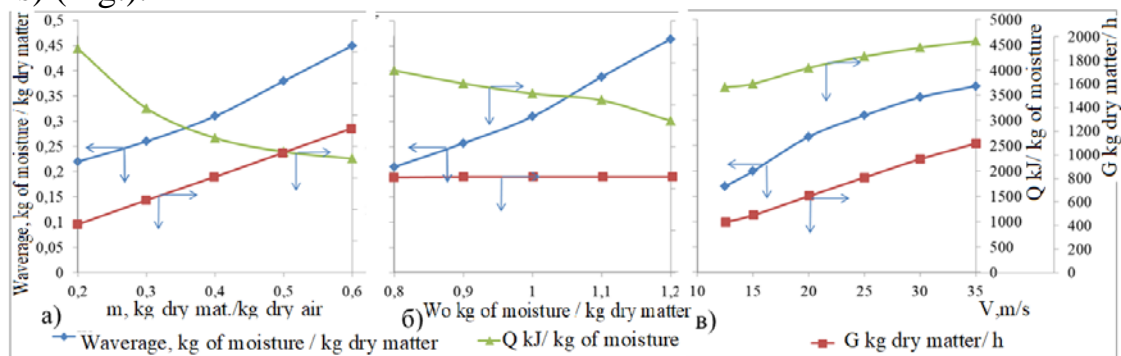 0,5
0,45
0,4
0,35
0,3
0,25
0,2
0,15
0,1
0,05
0
Waverage, kg of moisture / kg dry matter
0,2 0,3 0,4 0,5 0,6
m, kg dry mat./kg dry air
а)
0,8 0,9 1 1,1 1,2
Wo kg of moisture / kg dry matter
б)
10 15 20 25 30 35
V,m/s
в)
5000
4500
4000
3500
3000
2500
2000
1500
1000
500
0
Q kJ/ kg of moisture
2000
1800
1600
1400
1200
1000
800
600
400
200
0
G kg dry matter/ h
Waverage, kg of moisture / kg dry matter
Q kJ/ kg of moisture
G kg dry matter/ h